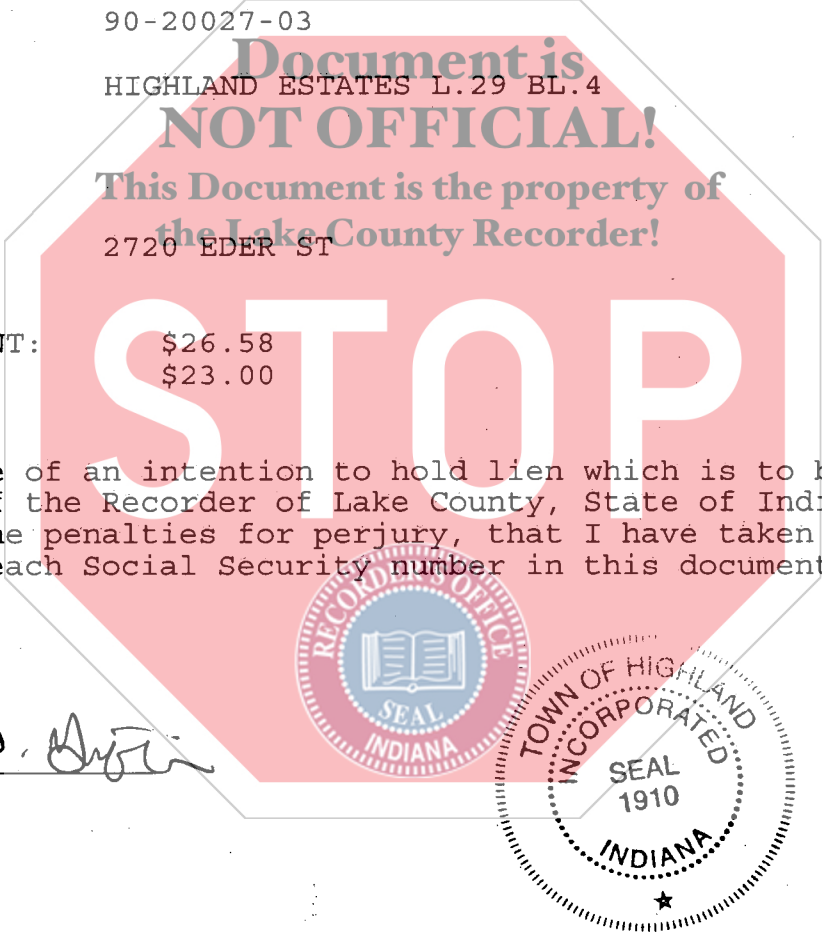 90-20027-03
Document is
HIGHLAND ESTATES L.29 BL.4
NOT OFFICIAL!
This Document is the property of
the Lake County Recorder!
2720 EDER ST
NT: $26.58
$23.00
STOP
e of an intention to hold lien which is to b
f the Recorder of Lake County, State of Indi
e penalties for perjury, that I have taken
each Social Security number in this document
RECORDER'S OFFICE
SEAL
INDIANA
TOWN OF HIGHLAND
INCORPORATED
SEAL
1910
INDIANA